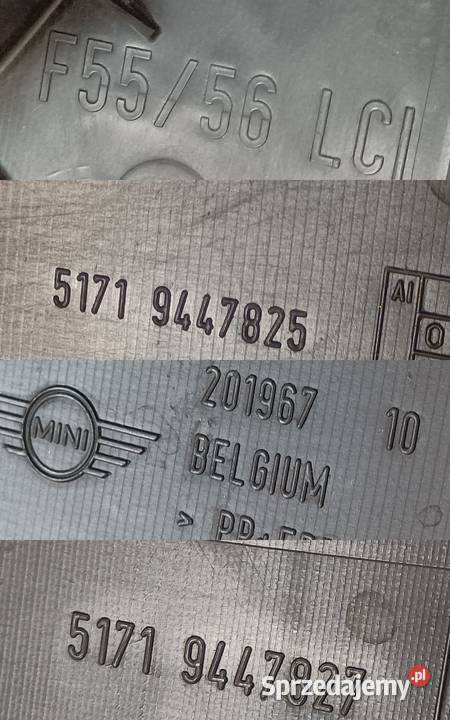 F55/56 LCI
5171 9447825
AI
O
MINI
201967
10
BELGIUM
5171 9447827
Sprzedajemy.pl